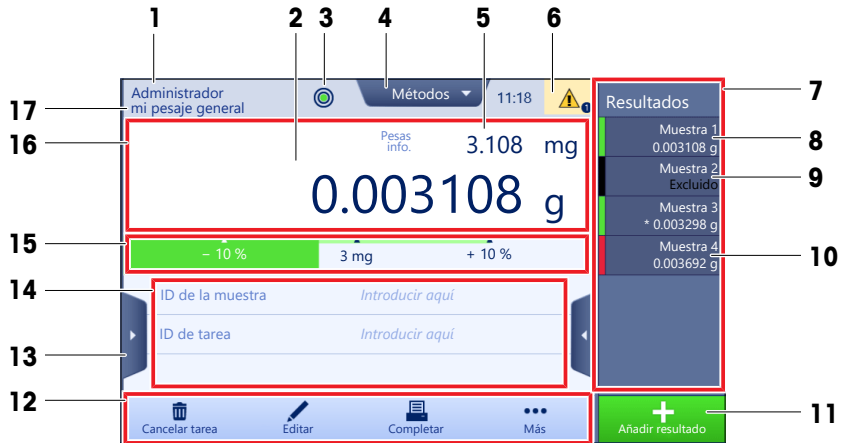 1 2 3 4 5 6
Administrador
mi pesaje general
Métodos
11:18
1
Resultados
7
17
16
Pesas
info.
3.108 mg
0.003108 g
Muestra 1
0.003108 g
8
Muestra 2
Excluido
9
Muestra 3
* 0.003298 g
Muestra 4
0.003692 g
10
15
– 10 %
3 mg
+ 10 %
14
ID de la muestra Introducir aquí
ID de tarea Introducir aquí
13
12
Cancelar tarea
Editar
Completar
Más
Añadir resultado
11